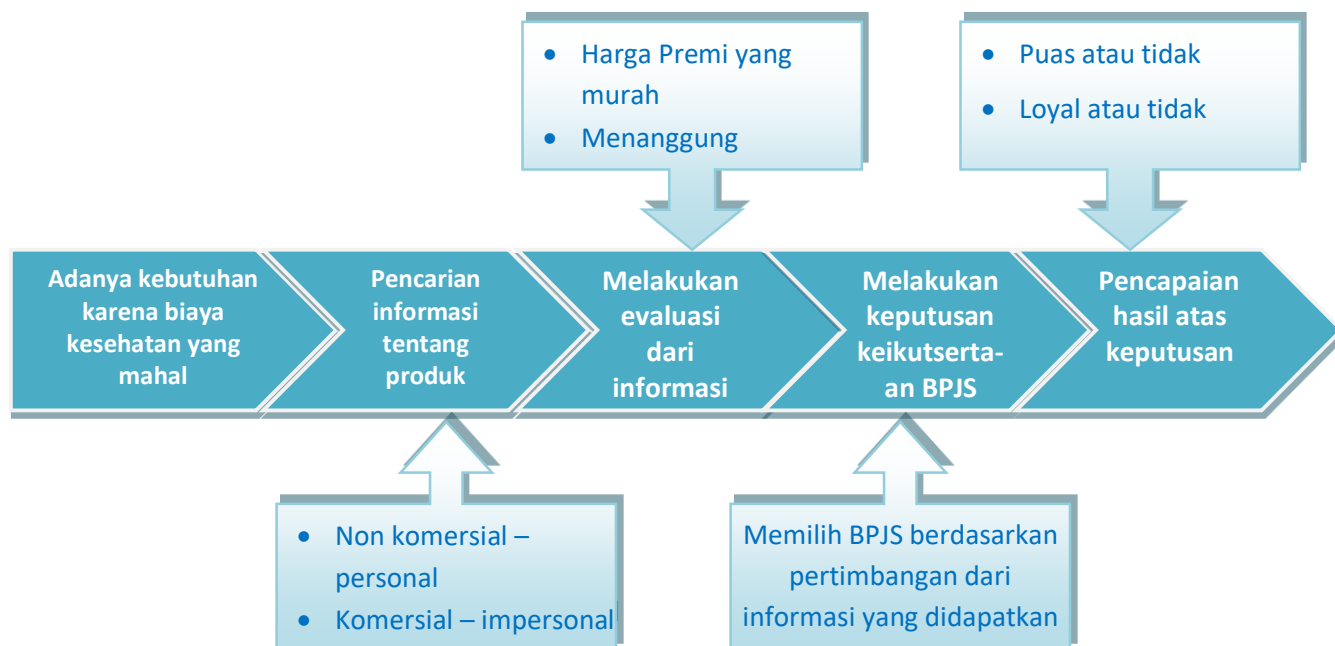 • Harga Premi yang
murah
• Menanggung
• Puas atau tidak
• Loyal atau tidak
Adanya kebutuhan
karena biaya
kesehatan yang
mahal
Pencarian
informasi
tentang
produk
Melakukan
evaluasi
dari
informasi
Melakukan
keputusan
keikutserta-
an BPJS
Pencapaian
hasil atas
keputusan
• Non komersial –
personal
• Komersial – impersonal
Memilih BPJS berdasarkan
pertimbangan dari
informasi yang didapatkan